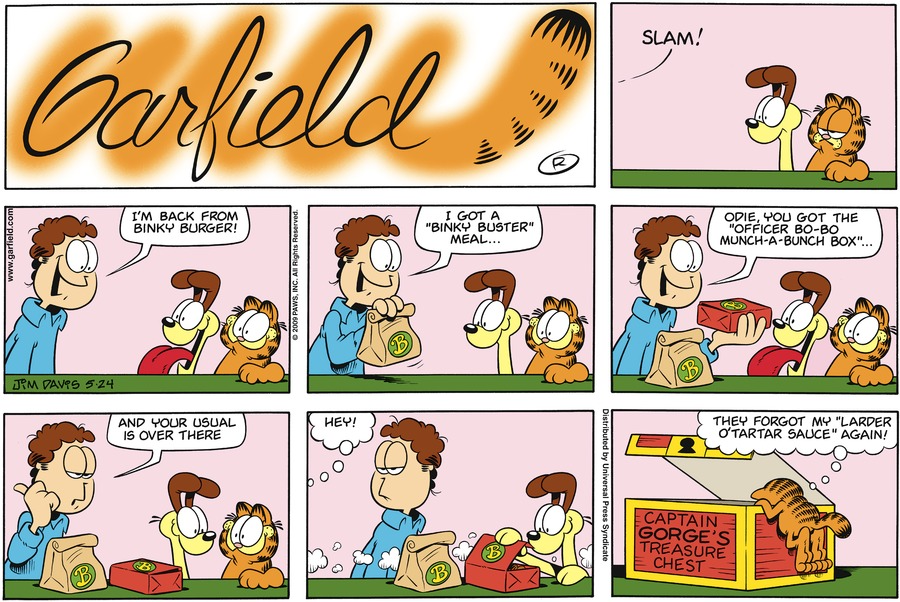 Garfield
R
SLAM!
www.garfield.com
I'M BACK FROM
BINKY BURGER!
JIM DAVIS 5·24
© 2009 PAWS, INC. All Rights Reserved.
I GOT A
"BINKY BUSTER"
MEAL...
B
ODIE, YOU GOT THE
"OFFICER BO-BO
MUNCH-A-BUNCH BOX"...
B
B
AND YOUR USUAL
IS OVER THERE
B
B
HEY!
B
B
Distributed by Universal Press Syndicate
THEY FORGOT MY "LARDER
O'TARTAR SAUCE" AGAIN!
CAPTAIN
GORGE'S
TREASURE
CHEST